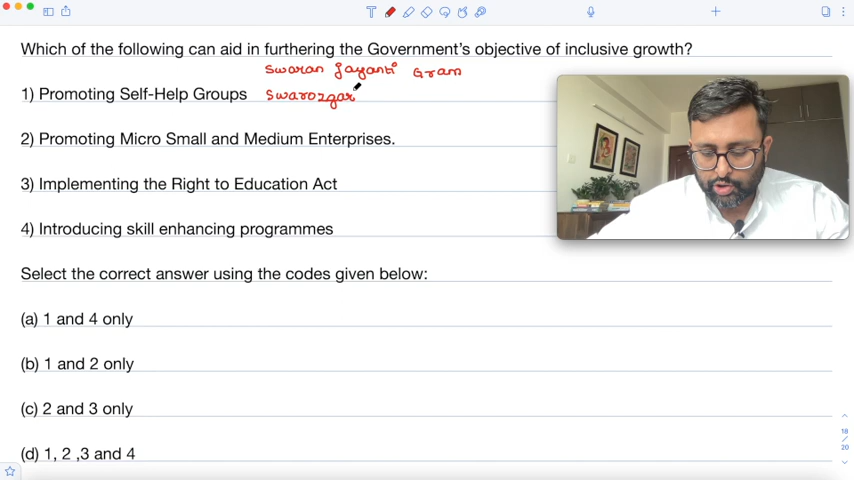 Which of the following can aid in furthering the Government's objective of inclusive growth?
Swaran Jayanti Gram
1) Promoting Self-Help Groups Swarozgar
2) Promoting Micro Small and Medium Enterprises.
3) Implementing the Right to Education Act
4) Introducing skill enhancing programmes
Select the correct answer using the codes given below:
(a) 1 and 4 only
(b) 1 and 2 only
(c) 2 and 3 only
(d) 1, 2 ,3 and 4
18
/
20